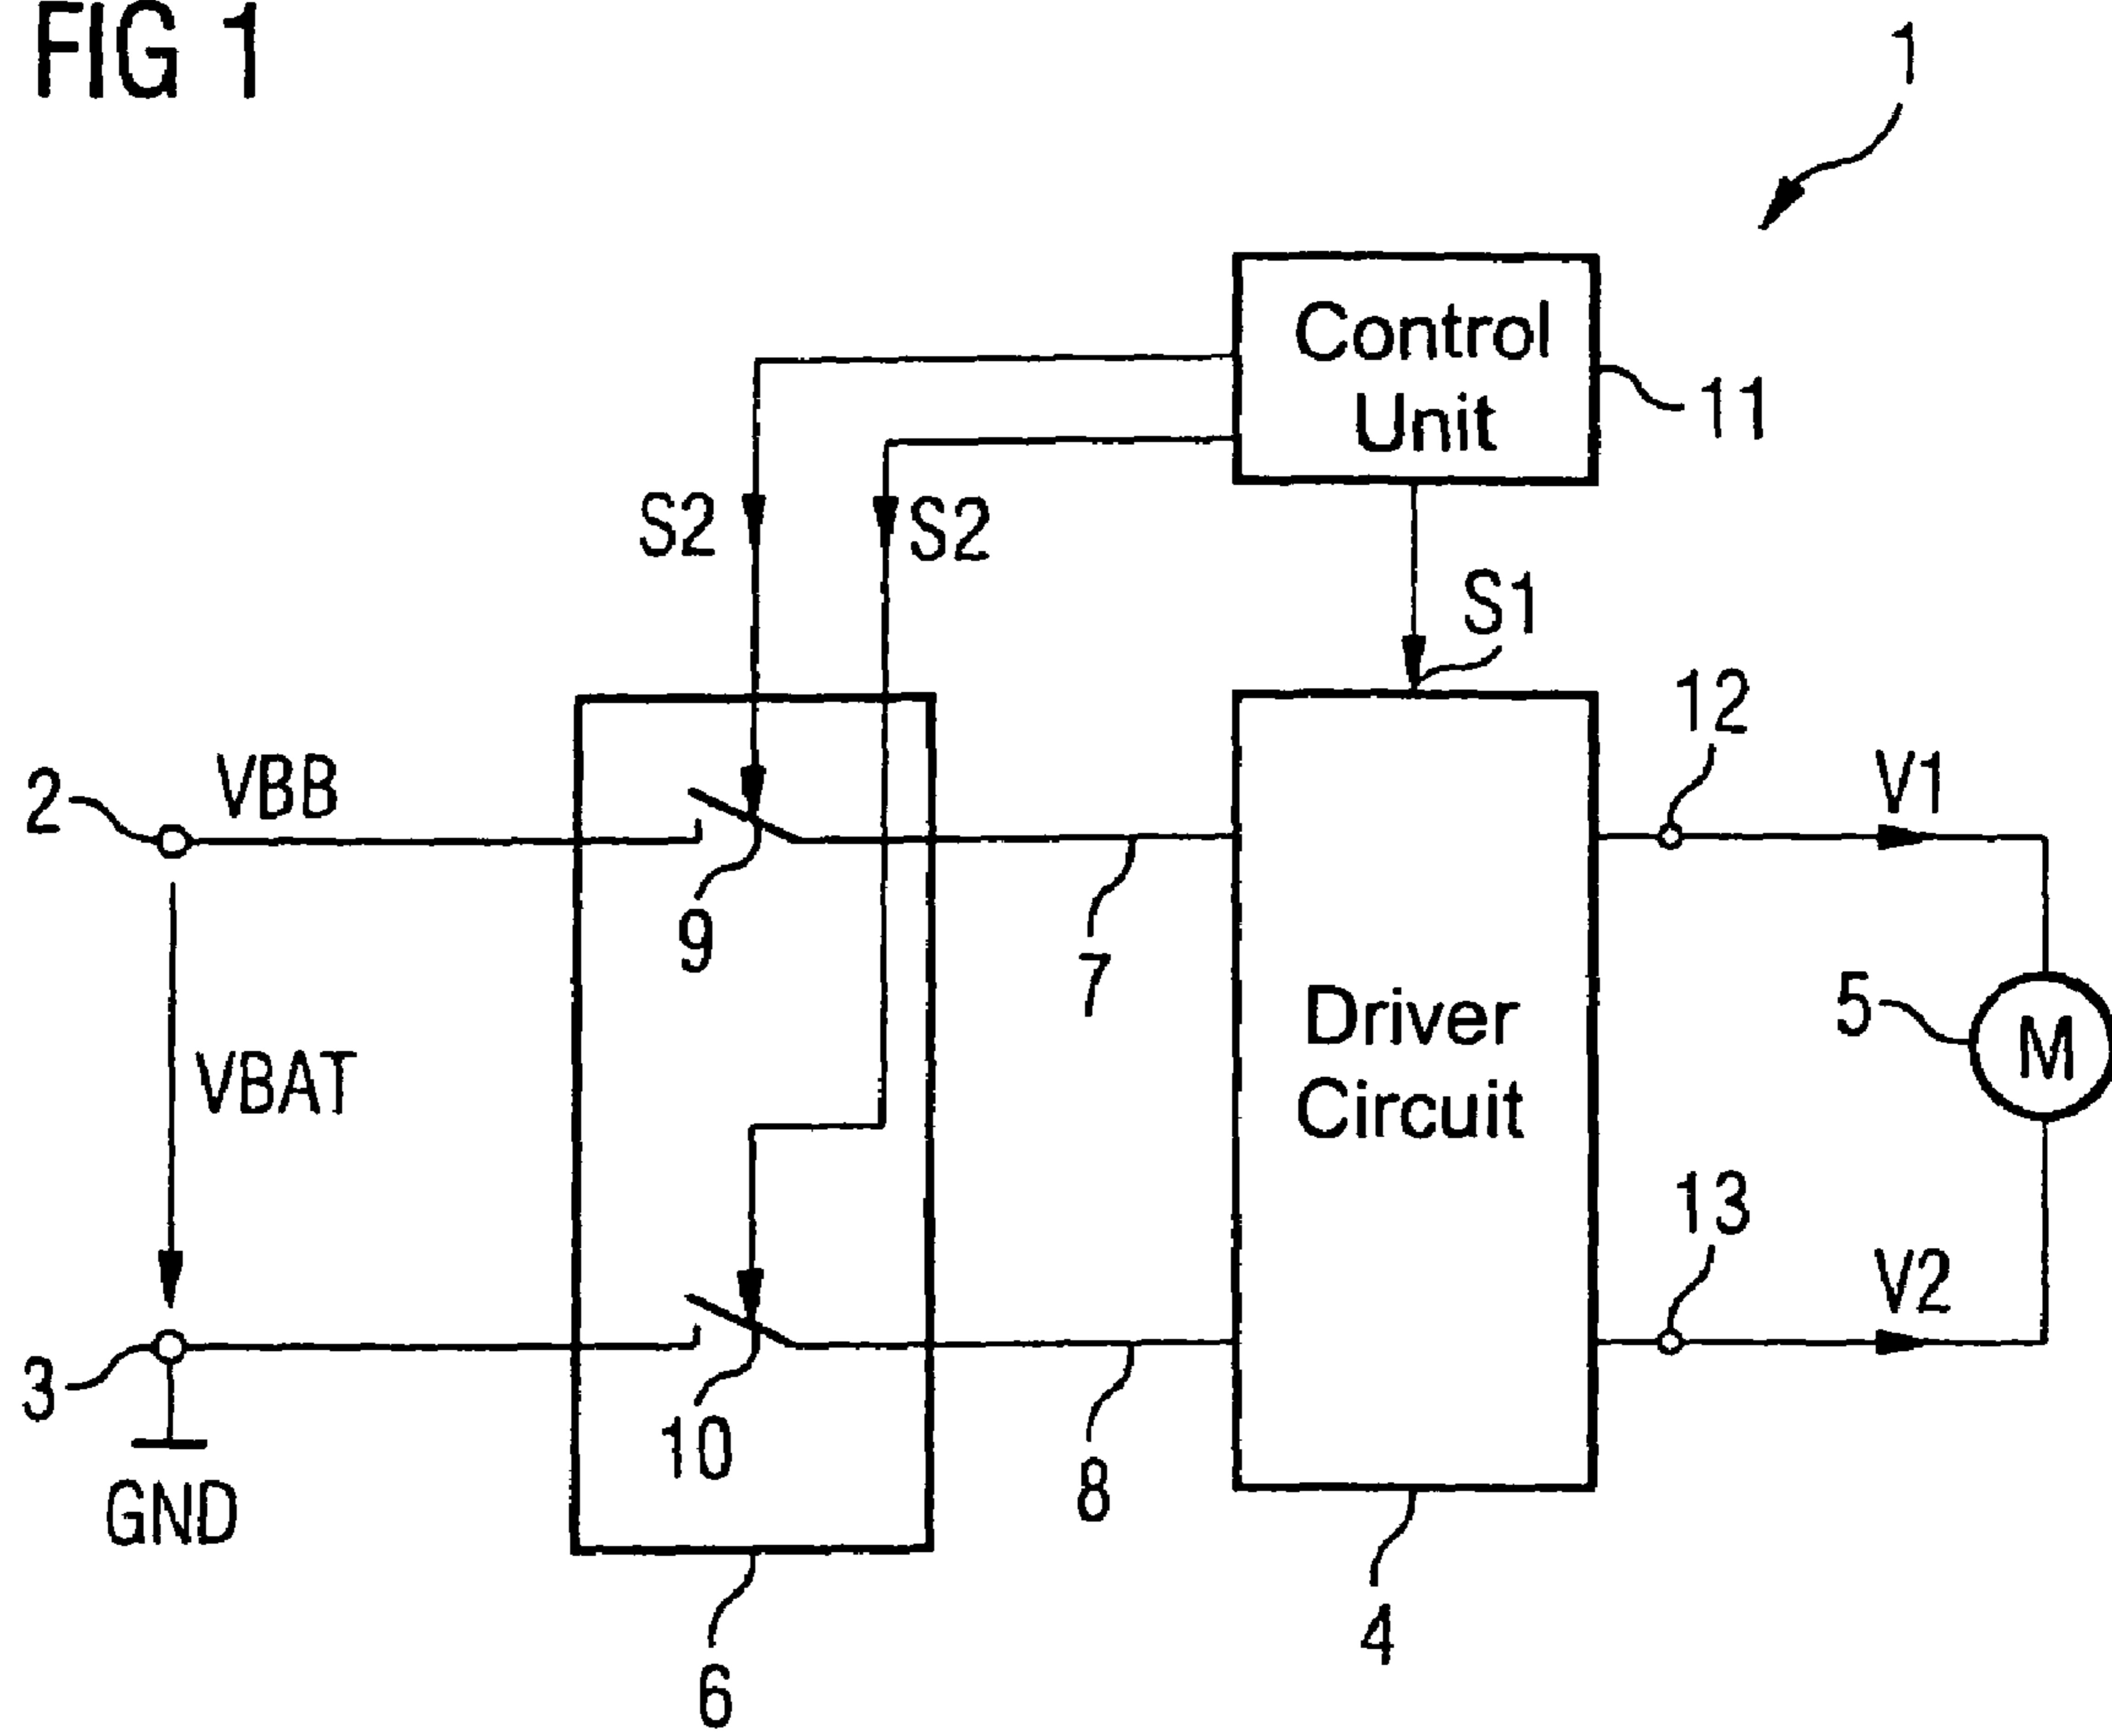 FIG 1
1
Control
Unit
11
S2
S2
S1
12
2
VBB
V1
9
7
5
M
Driver
Circuit
VBAT
13
V2
3
10
8
GND
4
6